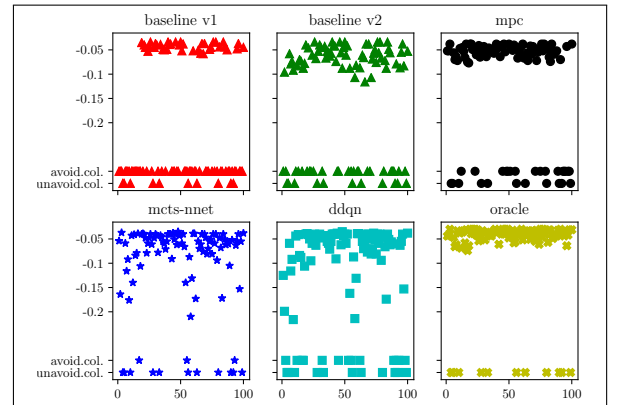 baseline v1 baseline v2 mpc
-0.05
-0.1
-0.15
-0.2
avoid.col.
unavoid.col.
mcts-nnet ddqn oracle
-0.05
-0.1
-0.15
-0.2
avoid.col.
unavoid.col.
0 50 100 0 50 100 0 50 100